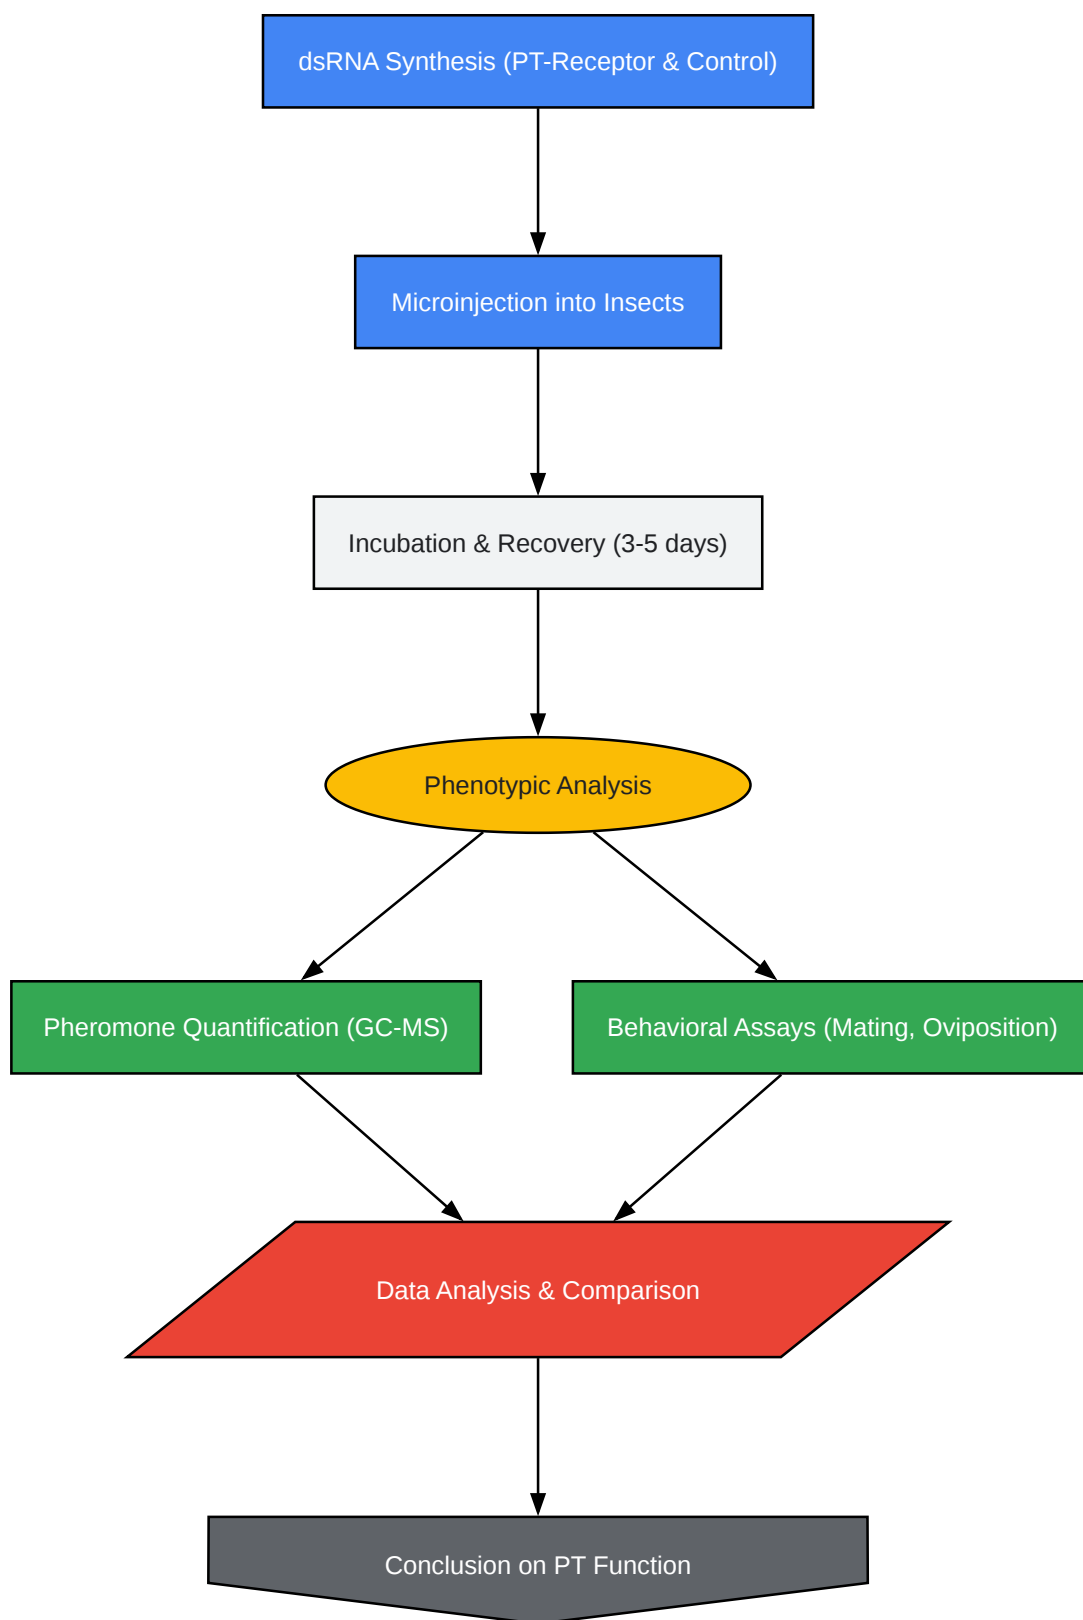 dsRNA Synthesis (PT-Receptor & Control)
Microinjection into Insects
Incubation & Recovery (3-5 days)
Phenotypic Analysis
Pheromone Quantification (GC-MS)
Behavioral Assays (Mating, Oviposition)
Data Analysis & Comparison
Conclusion on PT Function